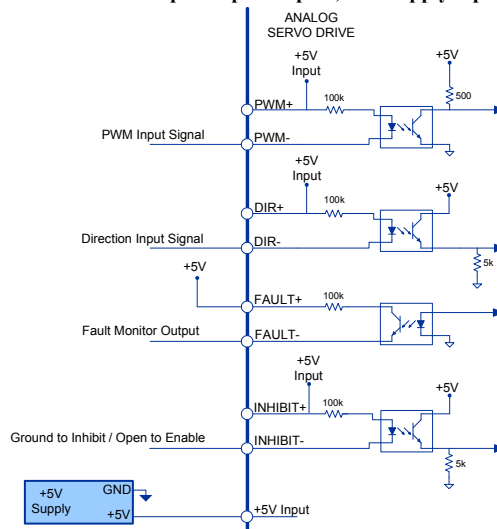 ANALOG
SERVO DRIVE
+5V
Input
+5V
PWM+
100k
500
PWM Input Signal
PWM-
+5V
Input
+5V
DIR+
100k
Direction Input Signal
DIR-
5k
+5V
FAULT+
100k
Fault Monitor Output
FAULT-
+5V
Input
+5V
INHIBIT+
100k
Ground to Inhibit / Open to Enable
INHIBIT-
5k
+5V
Supply
GND
+5V
+5V Input